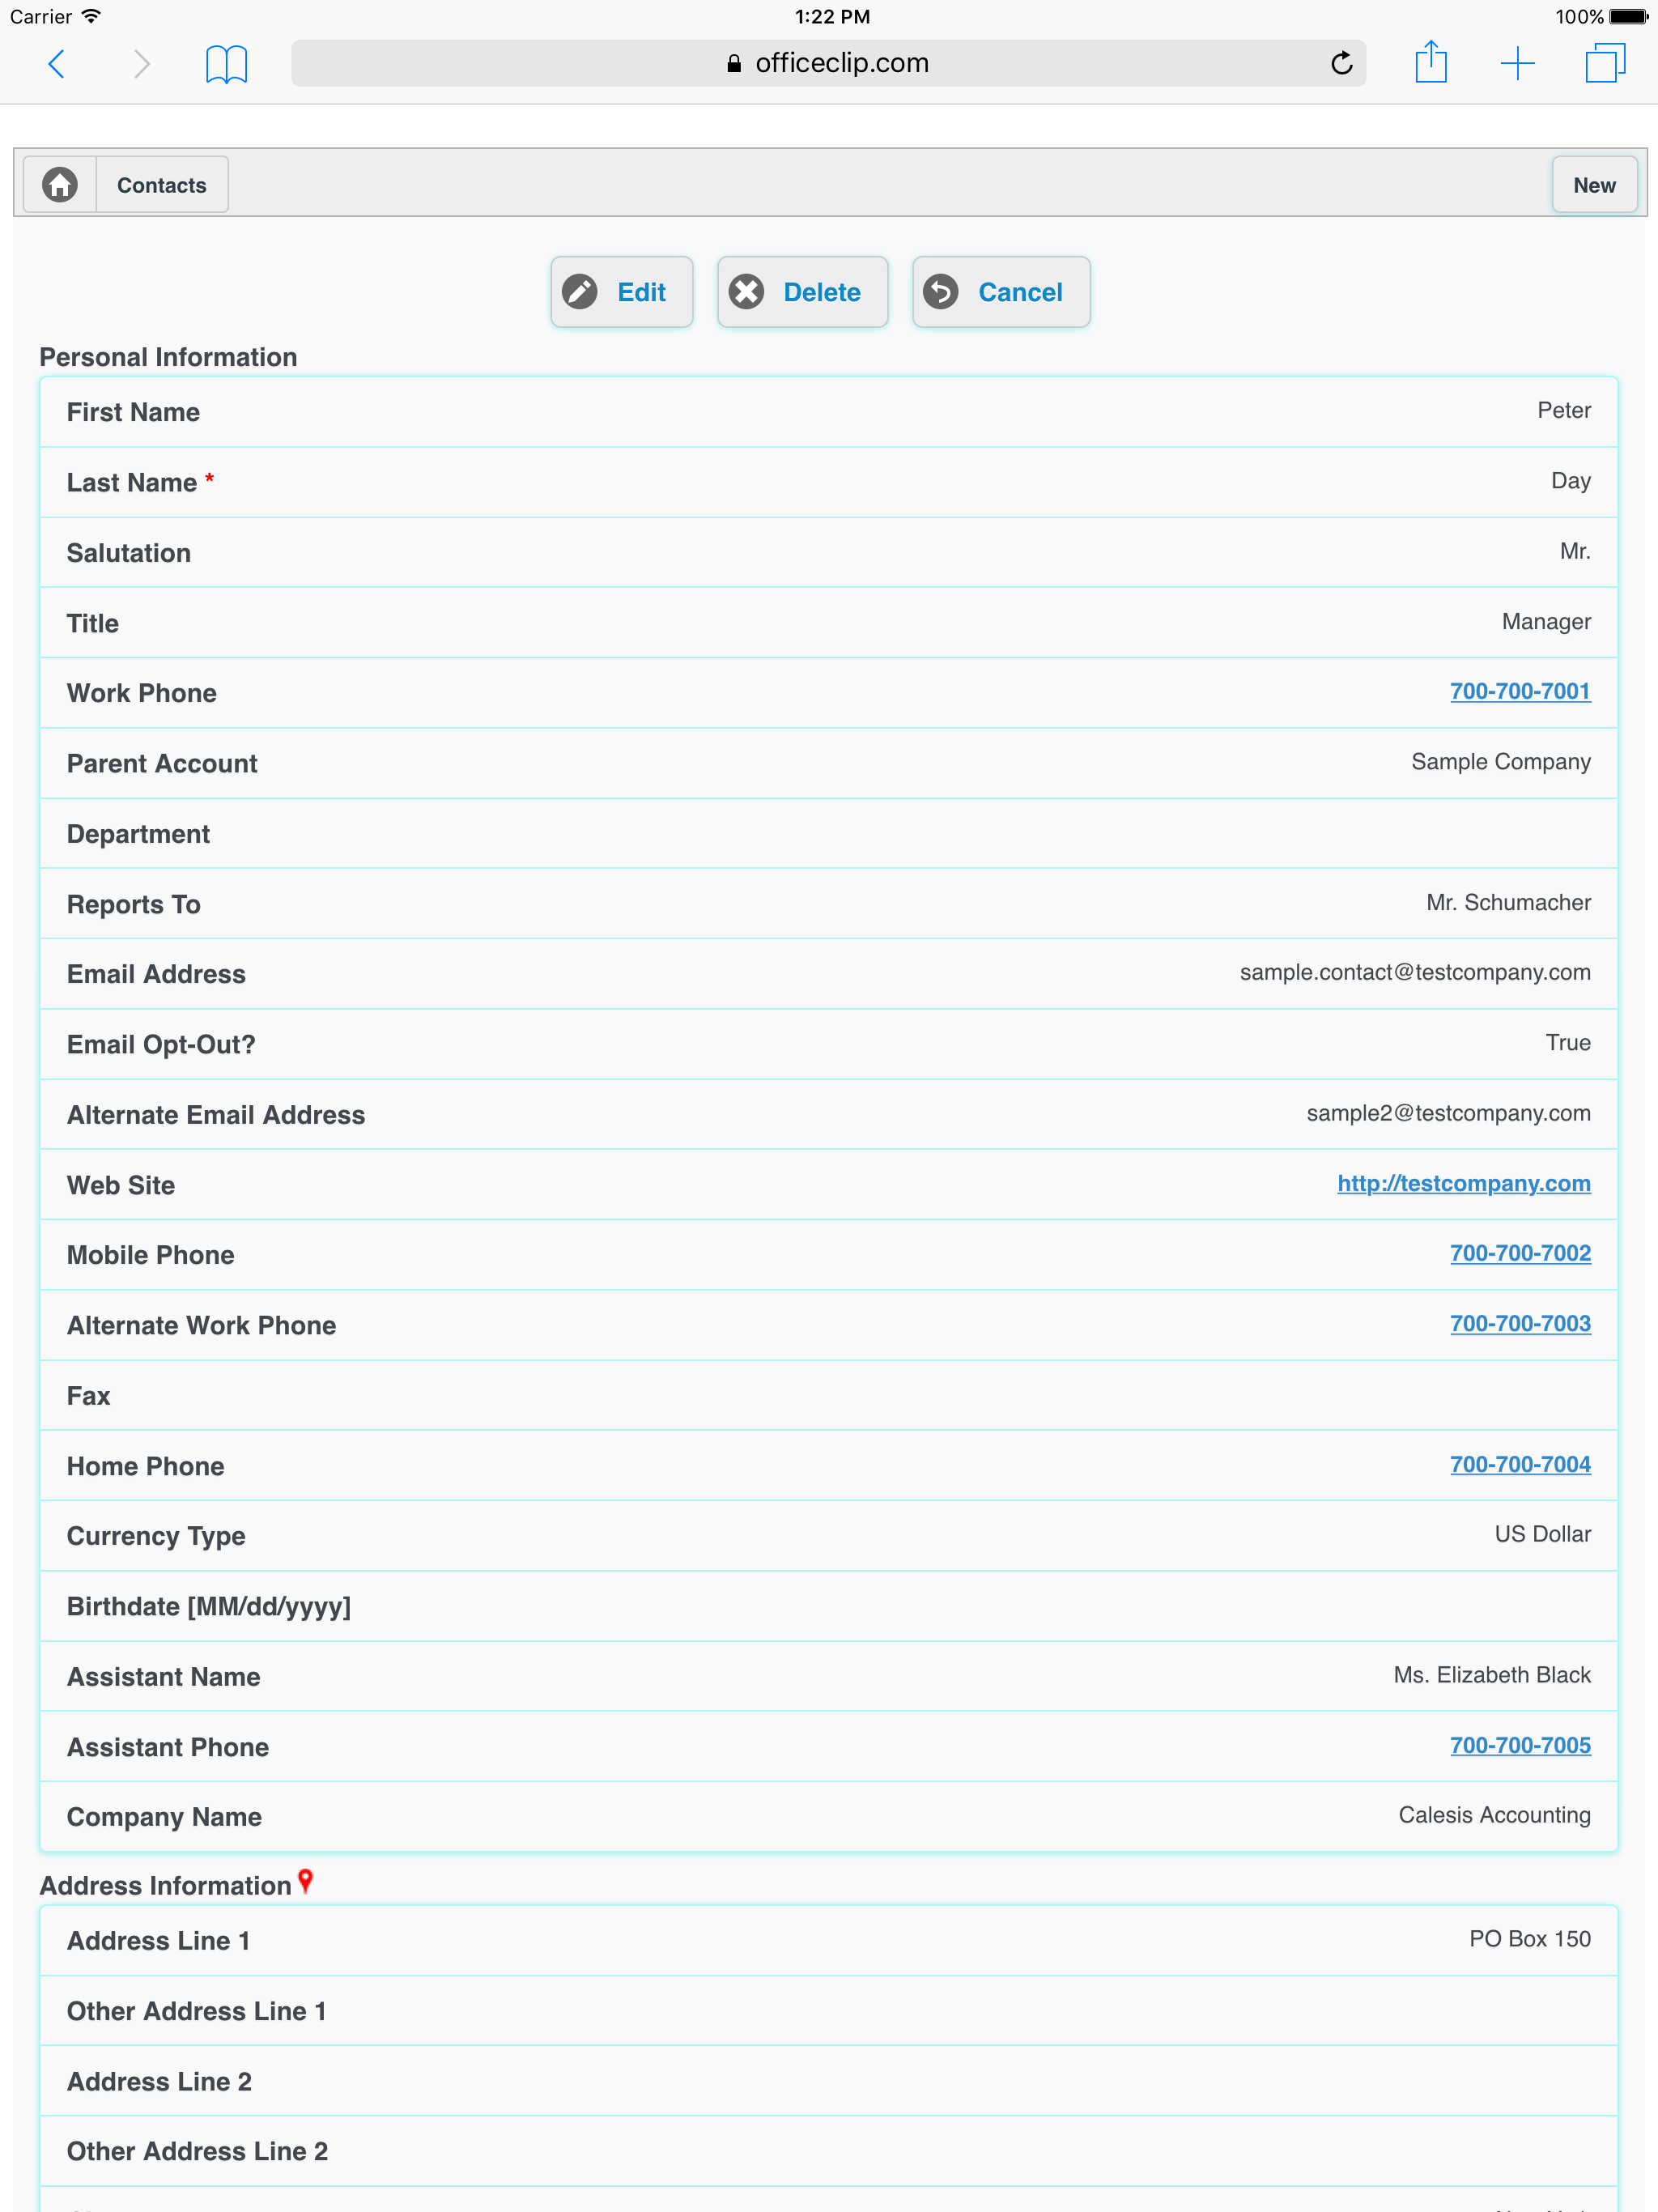 Carrier 1:22 PM 100%
officeclip.com
Contacts New
Edit Delete Cancel
Personal Information
First Name Peter
Last Name * Day
Salutation Mr.
Title Manager
Work Phone 700-700-7001
Parent Account Sample Company
Department
Reports To Mr. Schumacher
Email Address sample.contact@testcompany.com
Email Opt-Out? True
Alternate Email Address sample2@testcompany.com
Web Site http://testcompany.com
Mobile Phone 700-700-7002
Alternate Work Phone 700-700-7003
Fax
Home Phone 700-700-7004
Currency Type US Dollar
Birthdate [MM/dd/yyyy]
Assistant Name Ms. Elizabeth Black
Assistant Phone 700-700-7005
Company Name Calesis Accounting
Address Information
Address Line 1 PO Box 150
Other Address Line 1
Address Line 2
Other Address Line 2